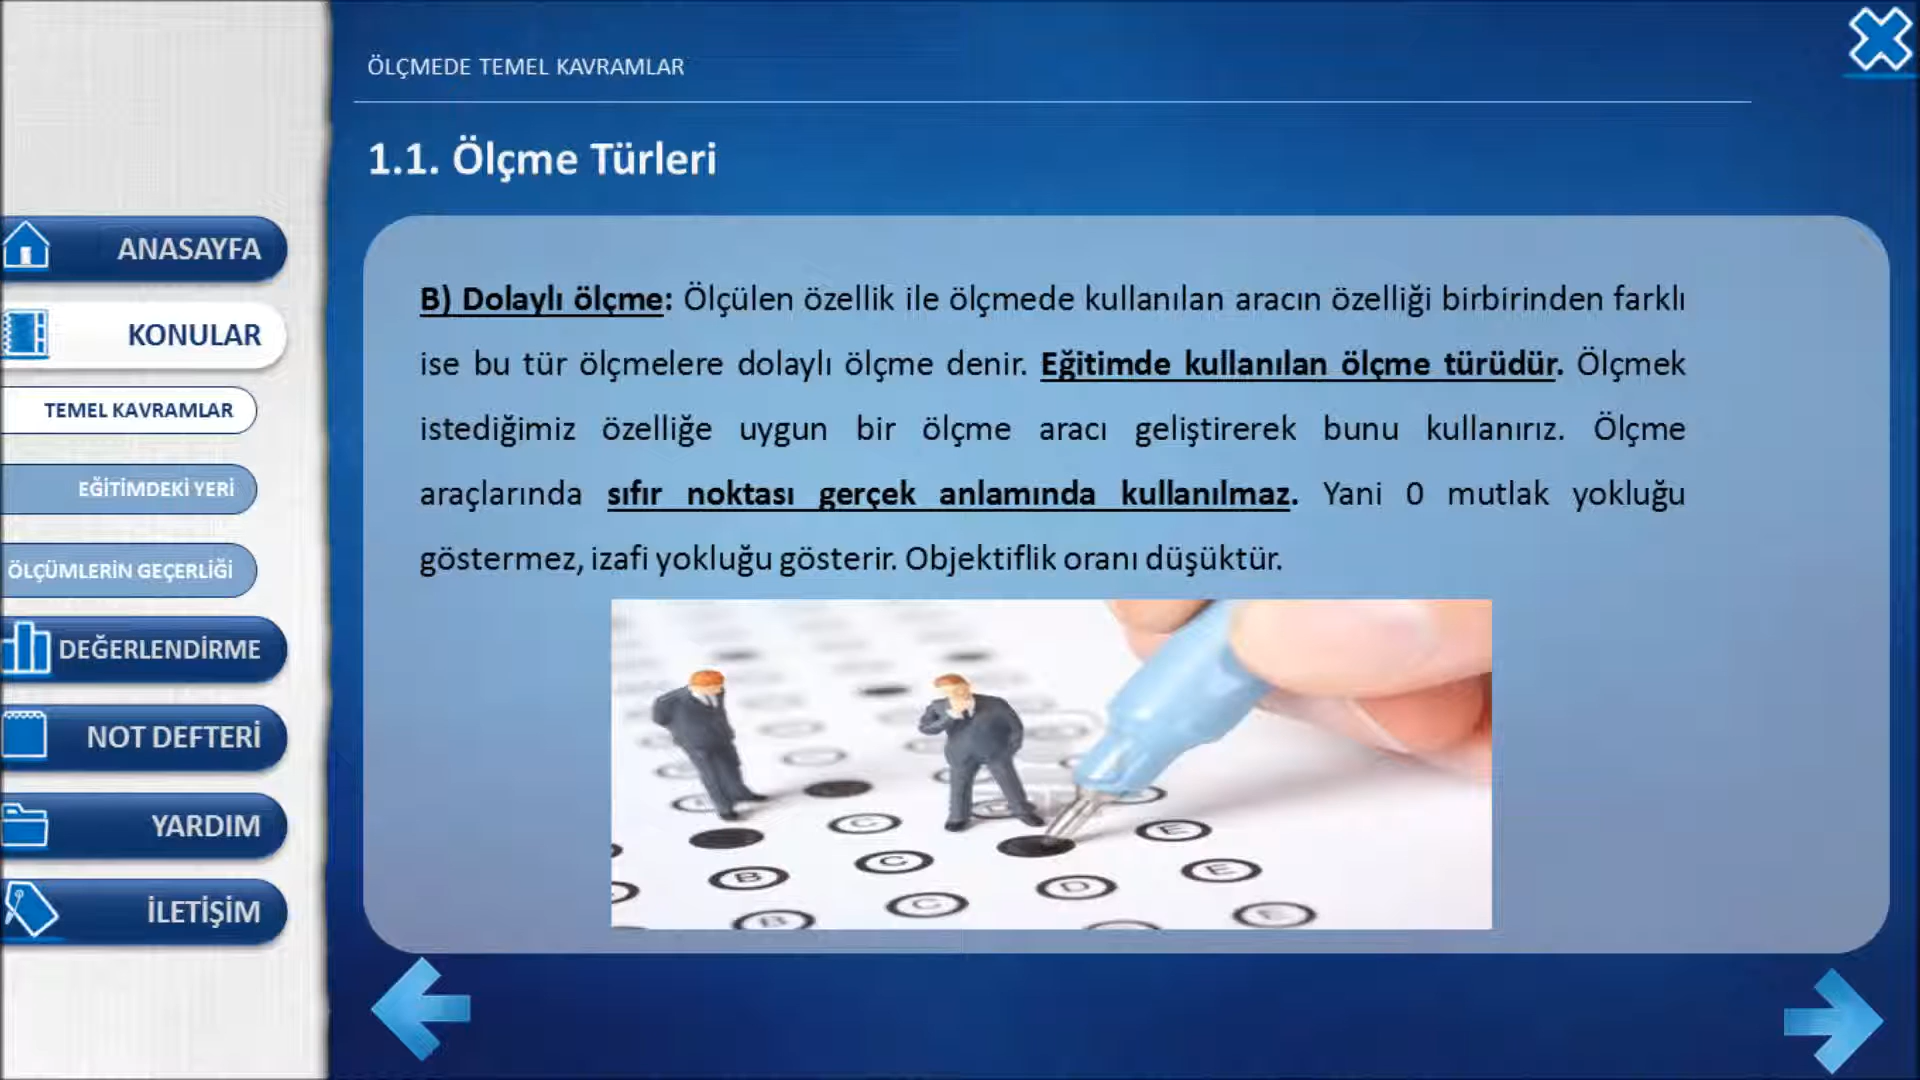 ÖLÇMEDE TEMEL KAVRAMLAR
1.1. Ölçme Türleri
ANASAYFA
KONULAR
TEMEL KAVRAMLAR
EĞİTİMDEKİ YERİ
ÖLÇÜMLERİN GEÇERLİĞİ
DEĞERLENDİRME
NOT DEFTERİ
YARDIM
İLETİŞİM
B) Dolaylı ölçme: Ölçülen özellik ile ölçmede kullanılan aracın özelliği birbirinden farklı
ise bu tür ölçmelere dolaylı ölçme denir. Eğitimde kullanılan ölçme türüdür. Ölçmek
istediğimiz özelliğe uygun bir ölçme aracı geliştirerek bunu kullanırız. Ölçme
araçlarında sıfır noktası gerçek anlamında kullanılmaz. Yani 0 mutlak yokluğu
göstermez, izafi yokluğu gösterir. Objektiflik oranı düşüktür.
C E
B C D E
B C E